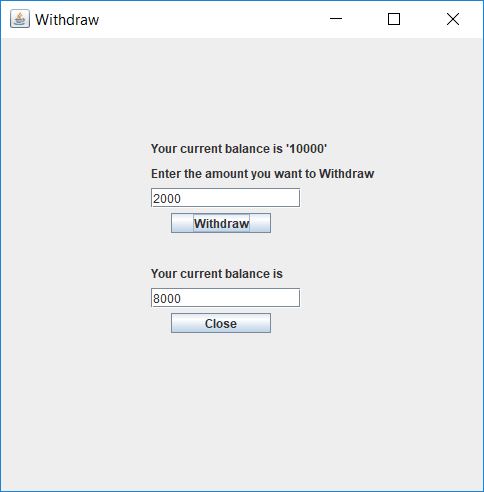 Withdraw
Your current balance is '10000'
Enter the amount you want to Withdraw
2000
Withdraw
Your current balance is
8000
Close